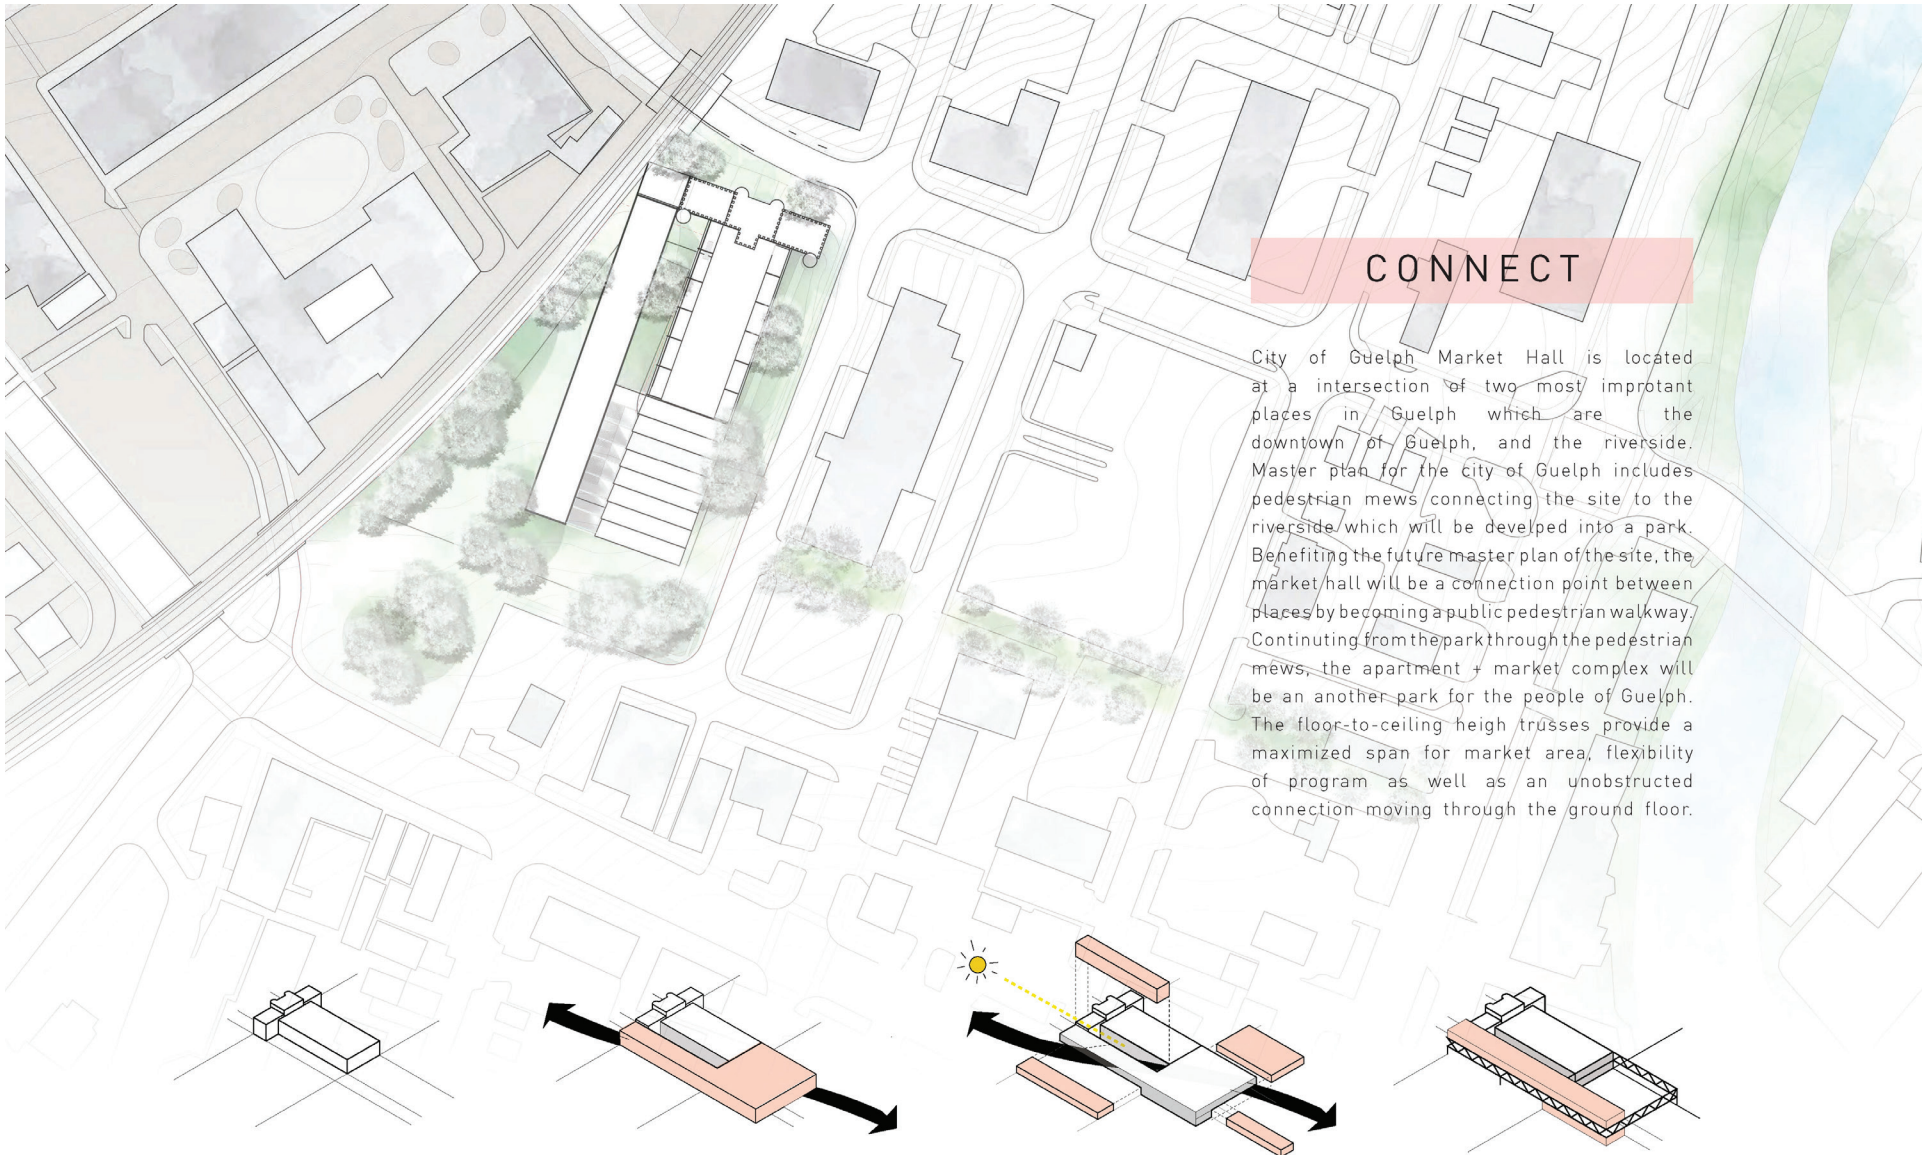 CONNECT
City of Guelph Market Hall is located
at a intersection of two most improtant
places in Guelph which are the
downtown of Guelph, and the riverside.
Master plan for the city of Guelph includes
pedestrian mews connecting the site to the
riverside which will be develped into a park.
Benefiting the future master plan of the site, the
market hall will be a connection point between
places by becoming a public pedestrian walkway.
Continuting from the park through the pedestrian
mews, the apartment + market complex will
be an another park for the people of Guelph.
The floor-to-ceiling heigh trusses provide a
maximized span for market area, flexibility
of program as well as an unobstructed
connection moving through the ground floor.